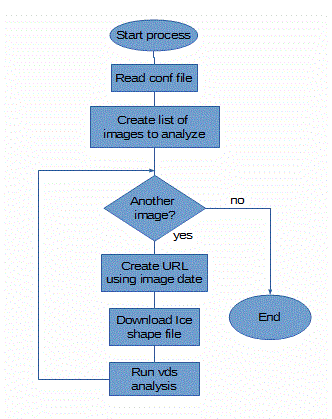 Start process
Read conf file
Create list of
images to analyze
Another
image?
no
yes
Create URL
using image date
End
Download Ice
shape file
Run vds
analysis